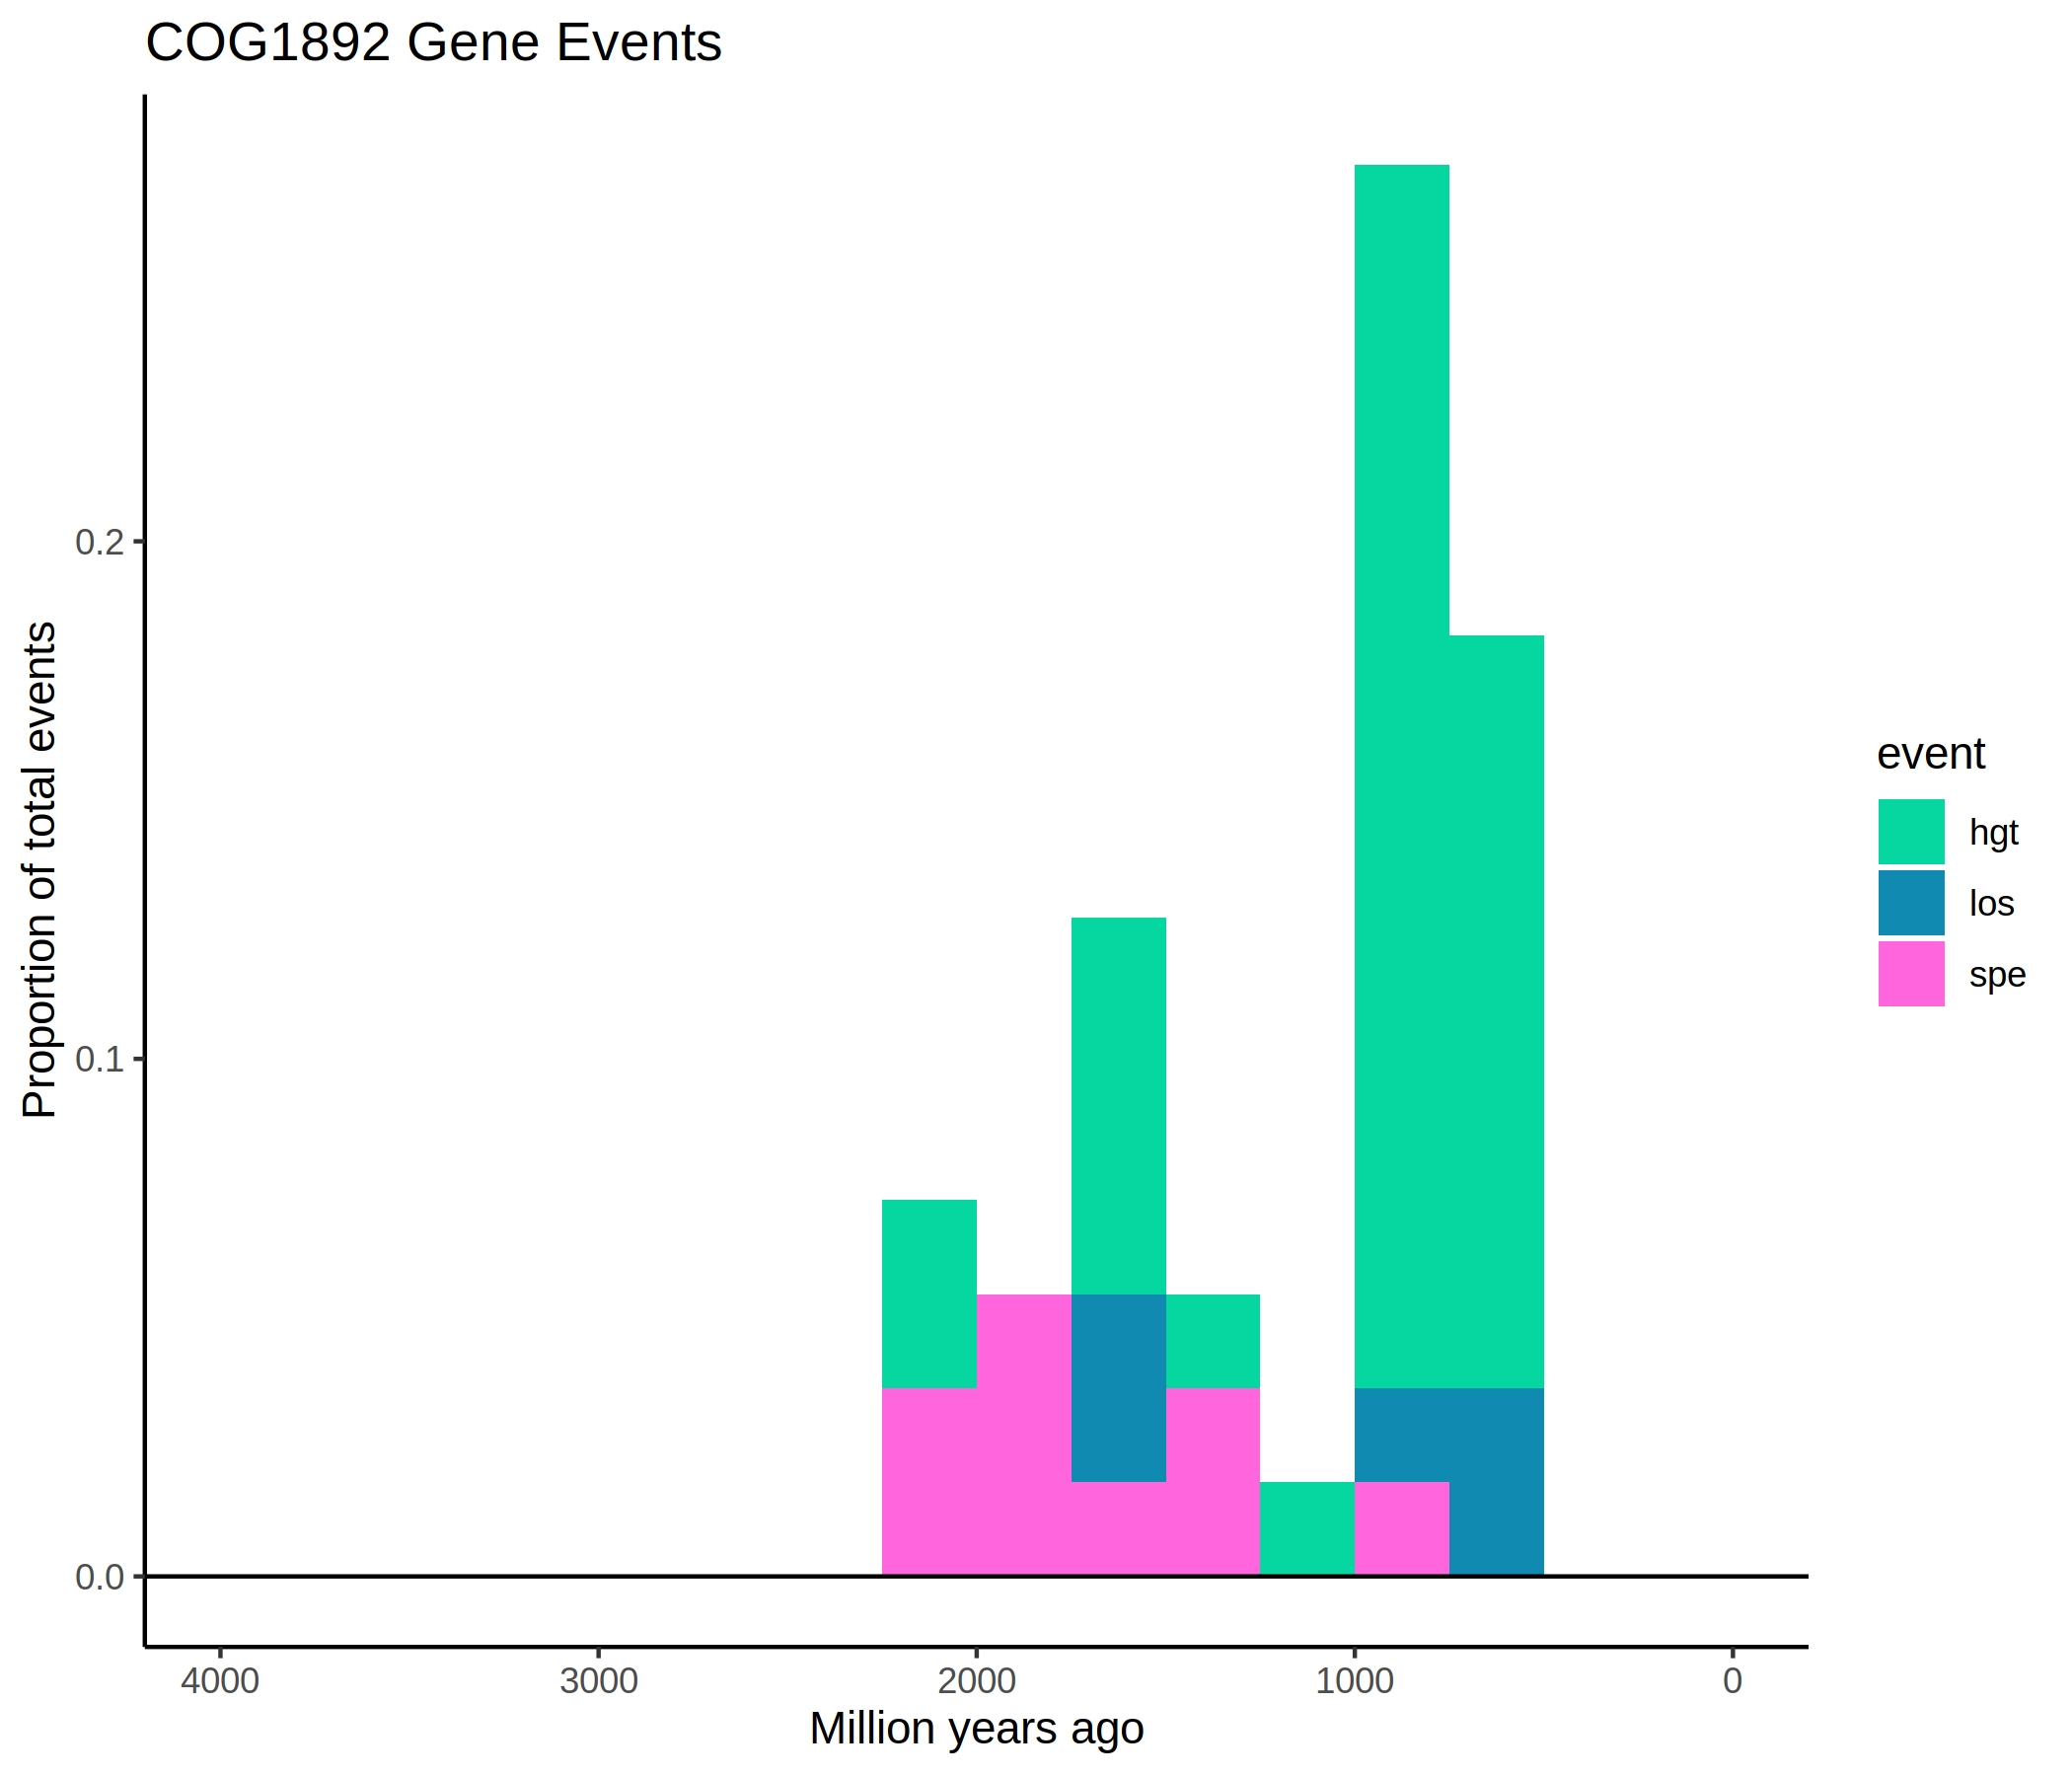 COG1892 Gene Events
Proportion of total events
0.2
0.1
0.0
4000 3000 2000 1000 0
Million years ago
event
hgt
los
spe